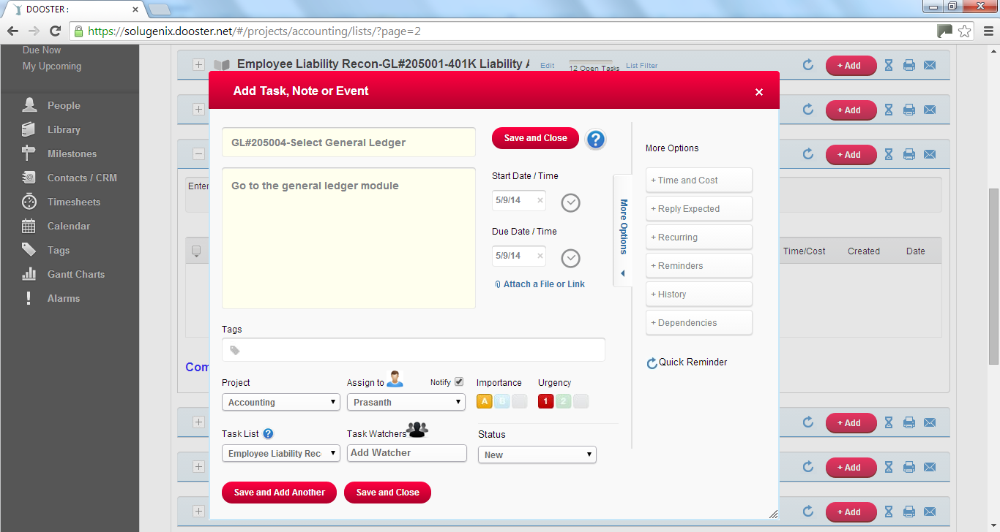 DOOSTER :
https://solugenix.dooster.net/#/projects/accounting/lists/?page=2
Due Now
My Upcoming
People
Library
Milestones
Contacts / CRM
Timesheets
Calendar
Tags
Gantt Charts
Alarms
Employee Liability Recon-GL#205001-401K Liability A
Edit
12 Open Tasks
List Filter
+ Add
+ Add
+ Add
Enter
Time/Cost
Created
Date
Com
+ Add
+ Add
+ Add
Add Task, Note or Event
GL#205004-Select General Ledger
Save and Close
?
Go to the general ledger module
Start Date / Time
5/9/14
Due Date / Time
5/9/14
Attach a File or Link
More Options
More Options
+ Time and Cost
+ Reply Expected
+ Recurring
+ Reminders
+ History
+ Dependencies
Quick Reminder
Tags
Project
Assign to
Notify
Importance
Urgency
Accounting
Prasanth
A
B
1
2
Task List
?
Task Watchers
Status
Employee Liability Rec
Add Watcher
New
Save and Add Another
Save and Close